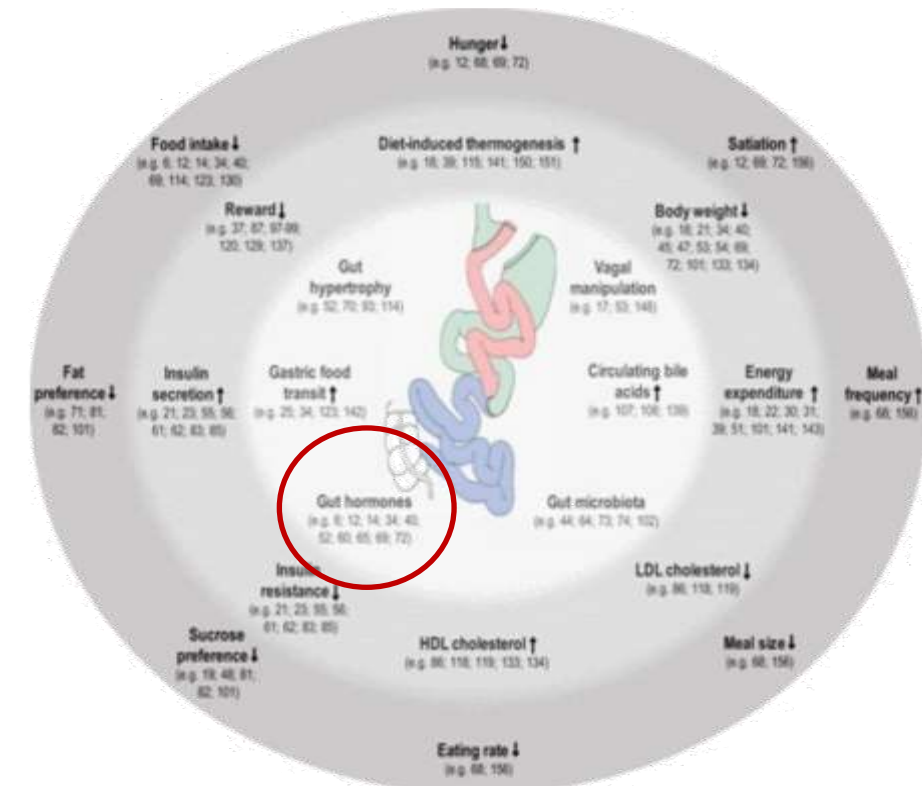 Hunger↓
(e.g. 12; 68; 69; 72)
Food intake↓
(e.g. 6; 12; 14; 34; 40;
69; 114; 123; 130)
Diet-induced thermogenesis ↑
(e.g. 18; 39; 115; 141; 150; 151)
Satiation↑
(e.g. 12; 69; 72; 156)
Reward↓
(e.g. 37; 87; 97-99;
120; 129; 137)
Body weight↓
(e.g. 18; 21; 34; 40;
45; 47; 53; 54; 69;
72; 101; 133; 134)
Gut
hypertrophy
(e.g. 52; 70; 93; 114)
Vagal
manipulation
(e.g. 17; 53; 148)
Fat
preference↓
(e.g. 71; 81;
82; 101)
Insulin
secretion↑
(e.g. 21; 23; 55; 56;
61; 62; 83; 85)
Gastric food
transit↑
(e.g. 25; 34; 123; 142)
Circulating bile
acids↑
(e.g. 107; 108; 139)
Energy
expenditure ↑
(e.g. 18; 22; 30; 31;
39; 51; 101; 141; 143)
Meal
frequency↑
(e.g. 68; 156)
Gut hormones
(e.g. 6; 12; 14; 34; 40;
52; 60; 65; 69; 72)
Gut microbiota
(e.g. 44; 64; 73; 74; 102)
Insulin
resistance↓
(e.g. 21; 23; 55; 56;
61; 62; 83; 85)
LDL cholesterol↓
(e.g. 86; 118; 119)
Sucrose
preference↓
(e.g. 19; 48; 81;
82; 101)
HDL cholesterol↑
(e.g. 86; 118; 119; 133; 134)
Meal size↓
(e.g. 68; 156)
Eating rate↓
(e.g. 68; 156)